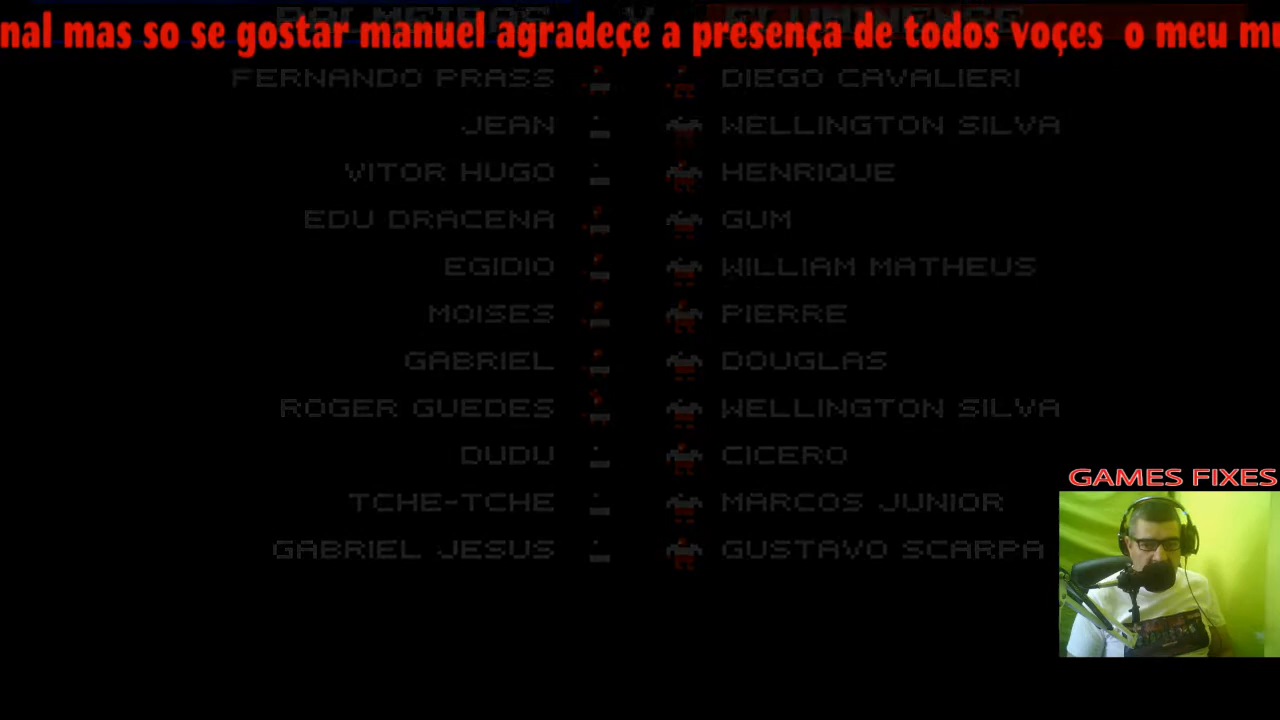 PALMEIRAS V FLUMINENSE
nal mas so se gostar manuel agradeçe a presença de todos voçes o meu mu
FERNANDO PRASS DIEGO CAVALIERI
JEAN WELLINGTON SILVA
VITOR HUGO HENRIQUE
EDU DRACENA GUM
EGIDIO WILLIAM MATHEUS
MOISES PIERRE
GABRIEL DOUGLAS
ROGER GUEDES WELLINGTON SILVA
DUDU CICERO
TCHE-TCHE MARCOS JUNIOR
GABRIEL JESUS GUSTAVO SCARPA
GAMES FIXES